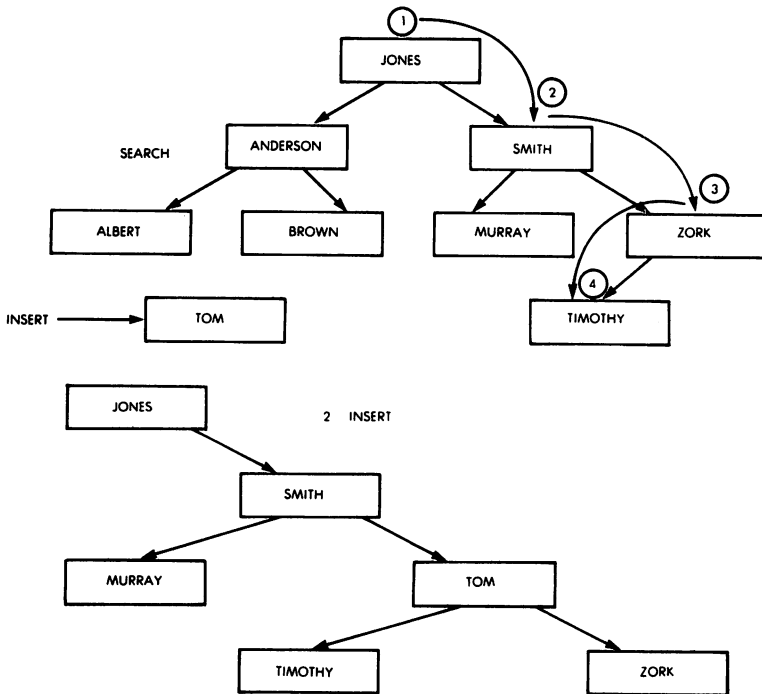 1
JONES
2
SEARCH
ANDERSON
SMITH
3
ALBERT
BROWN
MURRAY
ZORK
4
INSERT
TOM
TIMOTHY
JONES
2 INSERT
SMITH
MURRAY
TOM
TIMOTHY
ZORK